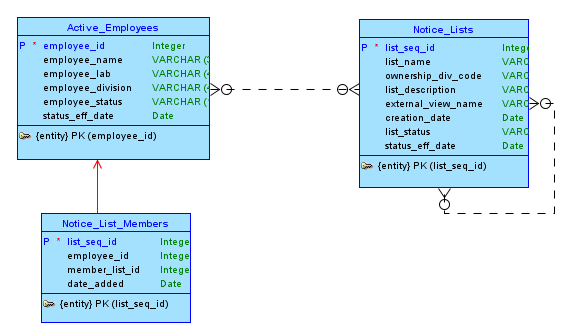 Active_Employees
P * employee_id Integer
employee_name VARCHAR
employee_lab VARCHAR
employee_division VARCHAR
employee_status VARCHAR
status_eff_date Date
{entity} PK (employee_id)
Notice_Lists
P * list_seq_id Integ
list_name VARC
ownership_div_code VARC
list_description VARC
external_view_name VARC
creation_date Date
list_status VARC
status_eff_date Date
{entity} PK (list_seq_id)
Notice_List_Members
P * list_seq_id Intege
employee_id Intege
member_list_id Intege
date_added Date
{entity} PK (list_seq_id)